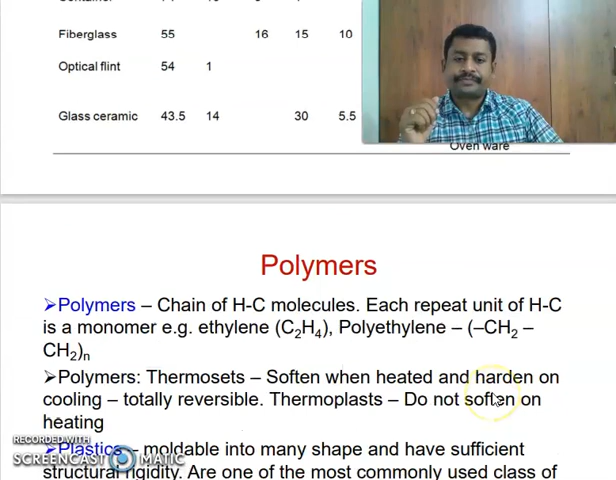 Fiberglass 55 16 15 10
Optical flint 54 1
Glass ceramic 43.5 14 30 5.5
Oven ware
Polymers
➢Polymers – Chain of H-C molecules. Each repeat unit of H-C
is a monomer e.g. ethylene (C₂H₄), Polyethylene – (–CH₂ –
CH₂)ₙ
➢Polymers: Thermosets – Soften when heated and harden on
cooling – totally reversible. Thermoplasts – Do not soften on
heating
➢Plastics – moldable into many shape and have sufficient
structural rigidity. Are one of the most commonly used class of
RECORDED WITH
SCREENCAST MATIC